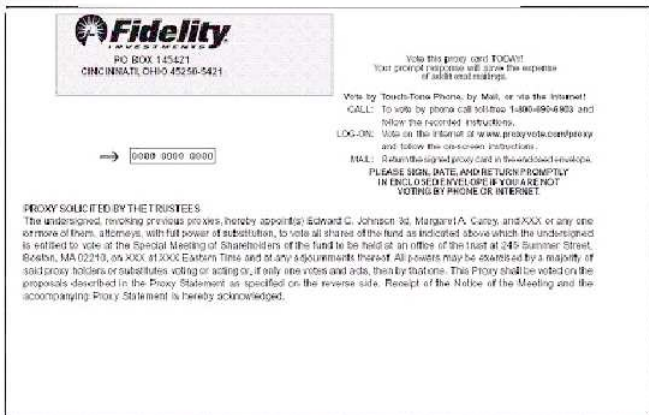 Fidelity
INVESTMENTS
PO BOX 145421
CINCINNATI, OHIO 45250-5421
Vote this proxy card TODAY!
Your prompt response will save the expense
of additional mailings.
Vote by Touch-Tone Phone, by Mail, or via the Internet!
CALL: To vote by phone call toll-free and
follow the recorded instructions.
LOG-ON: Vote on the internet at www.proxyvote.com/proxy
and follow the on-screen instructions.
MAIL: Return the signed proxy card in the enclosed envelope.
→ 0000 0000 0000
PLEASE SIGN, DATE, AND RETURN PROMPTLY
IN ENCLOSED ENVELOPE IF YOU ARE NOT
VOTING BY PHONE OR INTERNET.
PROXY SOLICITED BY THE TRUSTEES
The undersigned, revoking previous proxies, hereby appoint(s) Edward C. Johnson 3d, Margaret A. Carey, and XXX or any one
or more of them, attorneys, with full power of substitution, to vote all shares of the fund as indicated above which the undersigned
is entitled to vote at the Special Meeting of Shareholders of the fund to be held at an office of the trust at 245 Summer Street,
Boston, MA 02210, on XXX at XXX Eastern Time and at any adjournments thereof. All powers may be exercised by a majority of
said proxy holders or substitutes voting or acting or, if only one votes and acts, then by that one. This Proxy shall be voted on the
proposals described in the Proxy Statement as specified on the reverse side. Receipt of the Notice of the Meeting and the
accompanying Proxy Statement is hereby acknowledged.